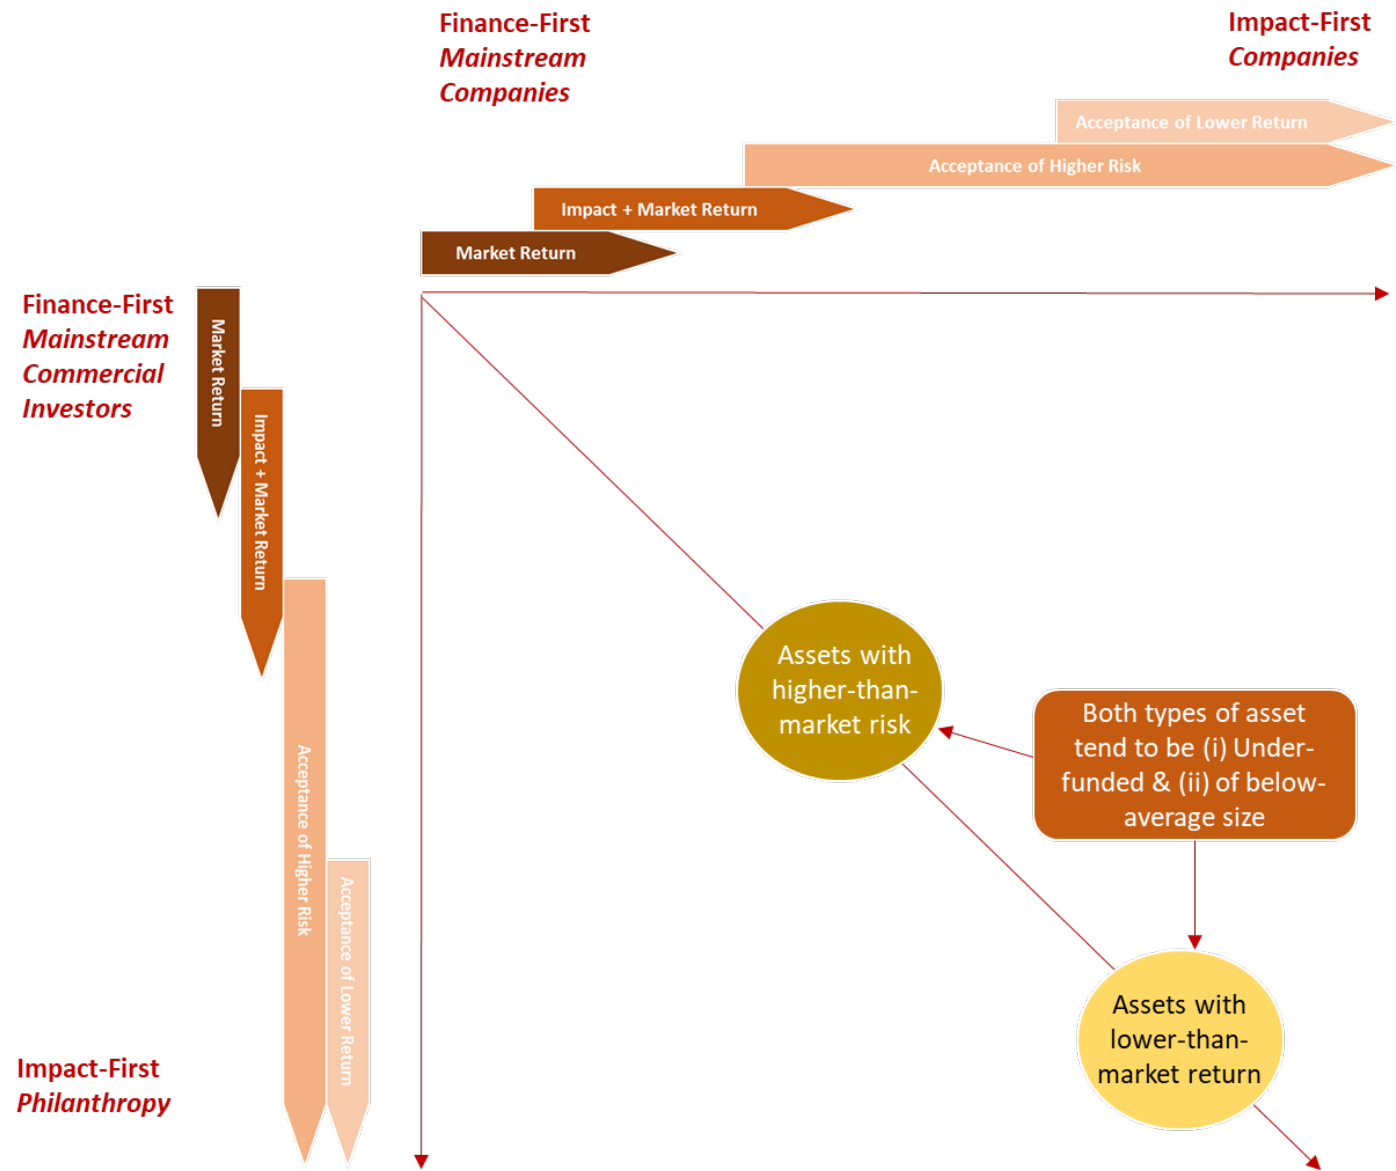 Finance-First
Mainstream
Companies
Impact-First
Companies
Acceptance of Lower Return
Acceptance of Higher Risk
Impact + Market Return
Market Return
Finance-First
Mainstream
Commercial
Investors
Market Return
Impact + Market Return
Acceptance of Higher Risk
Acceptance of Lower Return
Impact-First
Philanthropy
Assets with
higher-than-
market risk
Both types of asset
tend to be (i) Under-
funded & (ii) of below-
average size
Assets with
lower-than-
market return